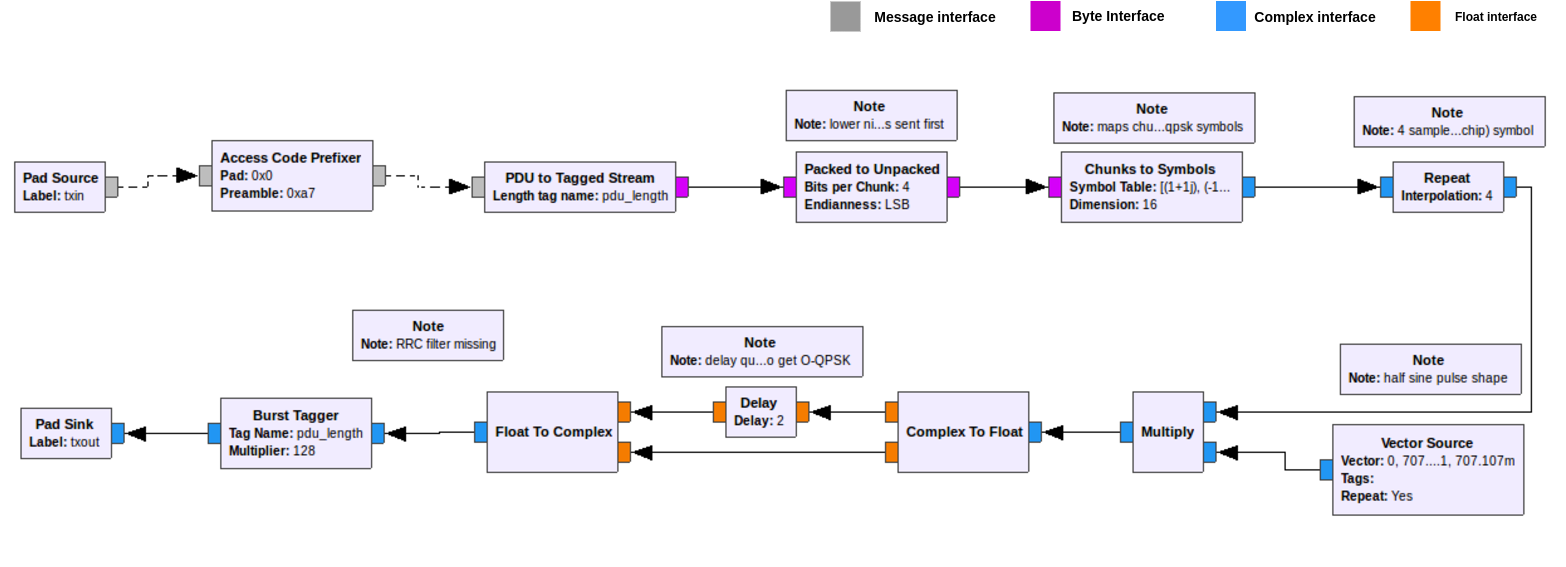 Message interface
Byte Interface
Complex interface
Float interface
Note
Note: lower ni...s sent first
Note
Note: maps chu...qpsk symbols
Note
Note: 4 sample...chip) symbol
Pad Source
Label: txin
Access Code Prefixer
Pad: 0x0
Preamble: 0xa7
PDU to Tagged Stream
Length tag name: pdu_length
Packed to Unpacked
Bits per Chunk: 4
Endianness: LSB
Chunks to Symbols
Symbol Table: [(1+1j), (-1...
Dimension: 16
Repeat
Interpolation: 4
Note
Note: RRC filter missing
Note
Note: delay qu...o get O-QPSK
Note
Note: half sine pulse shape
Pad Sink
Label: txout
Burst Tagger
Tag Name: pdu_length
Multiplier: 128
Float To Complex
Delay
Delay: 2
Complex To Float
Multiply
Vector Source
Vector: 0, 707....1, 707.107m
Tags:
Repeat: Yes